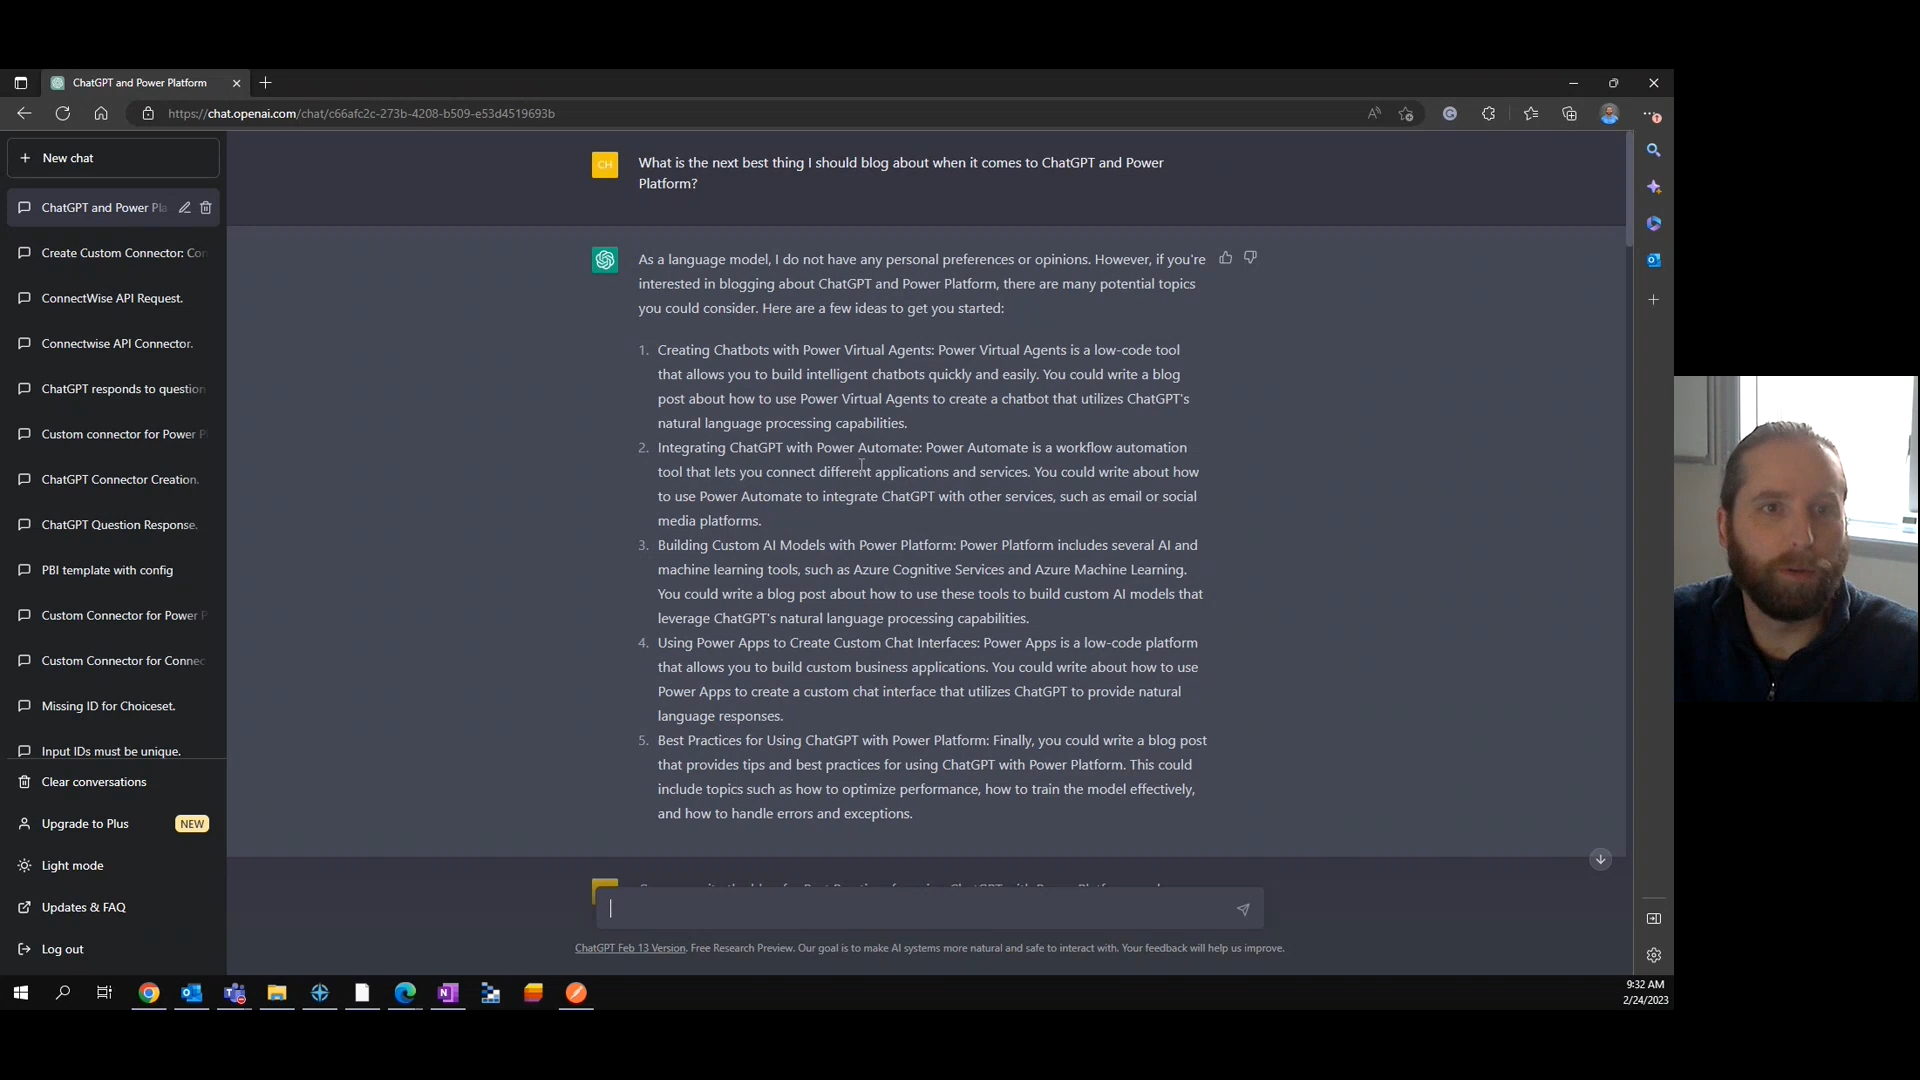 ChatGPT and Power Platform
https://chat.openai.com/chat/c66afc2c-273b-4208-b509-e53d4519693b
New chat
ChatGPT and Power Pla
Create Custom Connector: Con
ConnectWise API Request.
Connectwise API Connector.
ChatGPT responds to question
Custom connector for Power P
ChatGPT Connector Creation.
ChatGPT Question Response.
PBI template with config
Custom Connector for Power P
Custom Connector for Connec
Missing ID for Choiceset.
Input IDs must be unique.
Clear conversations
Upgrade to Plus NEW
Light mode
Updates & FAQ
Log out
CH
What is the next best thing I should blog about when it comes to ChatGPT and Power
Platform?
As a language model, I do not have any personal preferences or opinions. However, if you're
interested in blogging about ChatGPT and Power Platform, there are many potential topics
you could consider. Here are a few ideas to get you started:
1. Creating Chatbots with Power Virtual Agents: Power Virtual Agents is a low-code tool
that allows you to build intelligent chatbots quickly and easily. You could write a blog
post about how to use Power Virtual Agents to create a chatbot that utilizes ChatGPT's
natural language processing capabilities.
2. Integrating ChatGPT with Power Automate: Power Automate is a workflow automation
tool that lets you connect different applications and services. You could write about how
to use Power Automate to integrate ChatGPT with other services, such as email or social
media platforms.
3. Building Custom AI Models with Power Platform: Power Platform includes several AI and
machine learning tools, such as Azure Cognitive Services and Azure Machine Learning.
You could write a blog post about how to use these tools to build custom AI models that
leverage ChatGPT's natural language processing capabilities.
4. Using Power Apps to Create Custom Chat Interfaces: Power Apps is a low-code platform
that allows you to build custom business applications. You could write about how to use
Power Apps to create a custom chat interface that utilizes ChatGPT to provide natural
language responses.
5. Best Practices for Using ChatGPT with Power Platform: Finally, you could write a blog post
that provides tips and best practices for using ChatGPT with Power Platform. This could
include topics such as how to optimize performance, how to train the model effectively,
and how to handle errors and exceptions.
ChatGPT Feb 13 Version. Free Research Preview. Our goal is to make AI systems more natural and safe to interact with. Your feedback will help us improve.
9:32 AM
2/24/2023